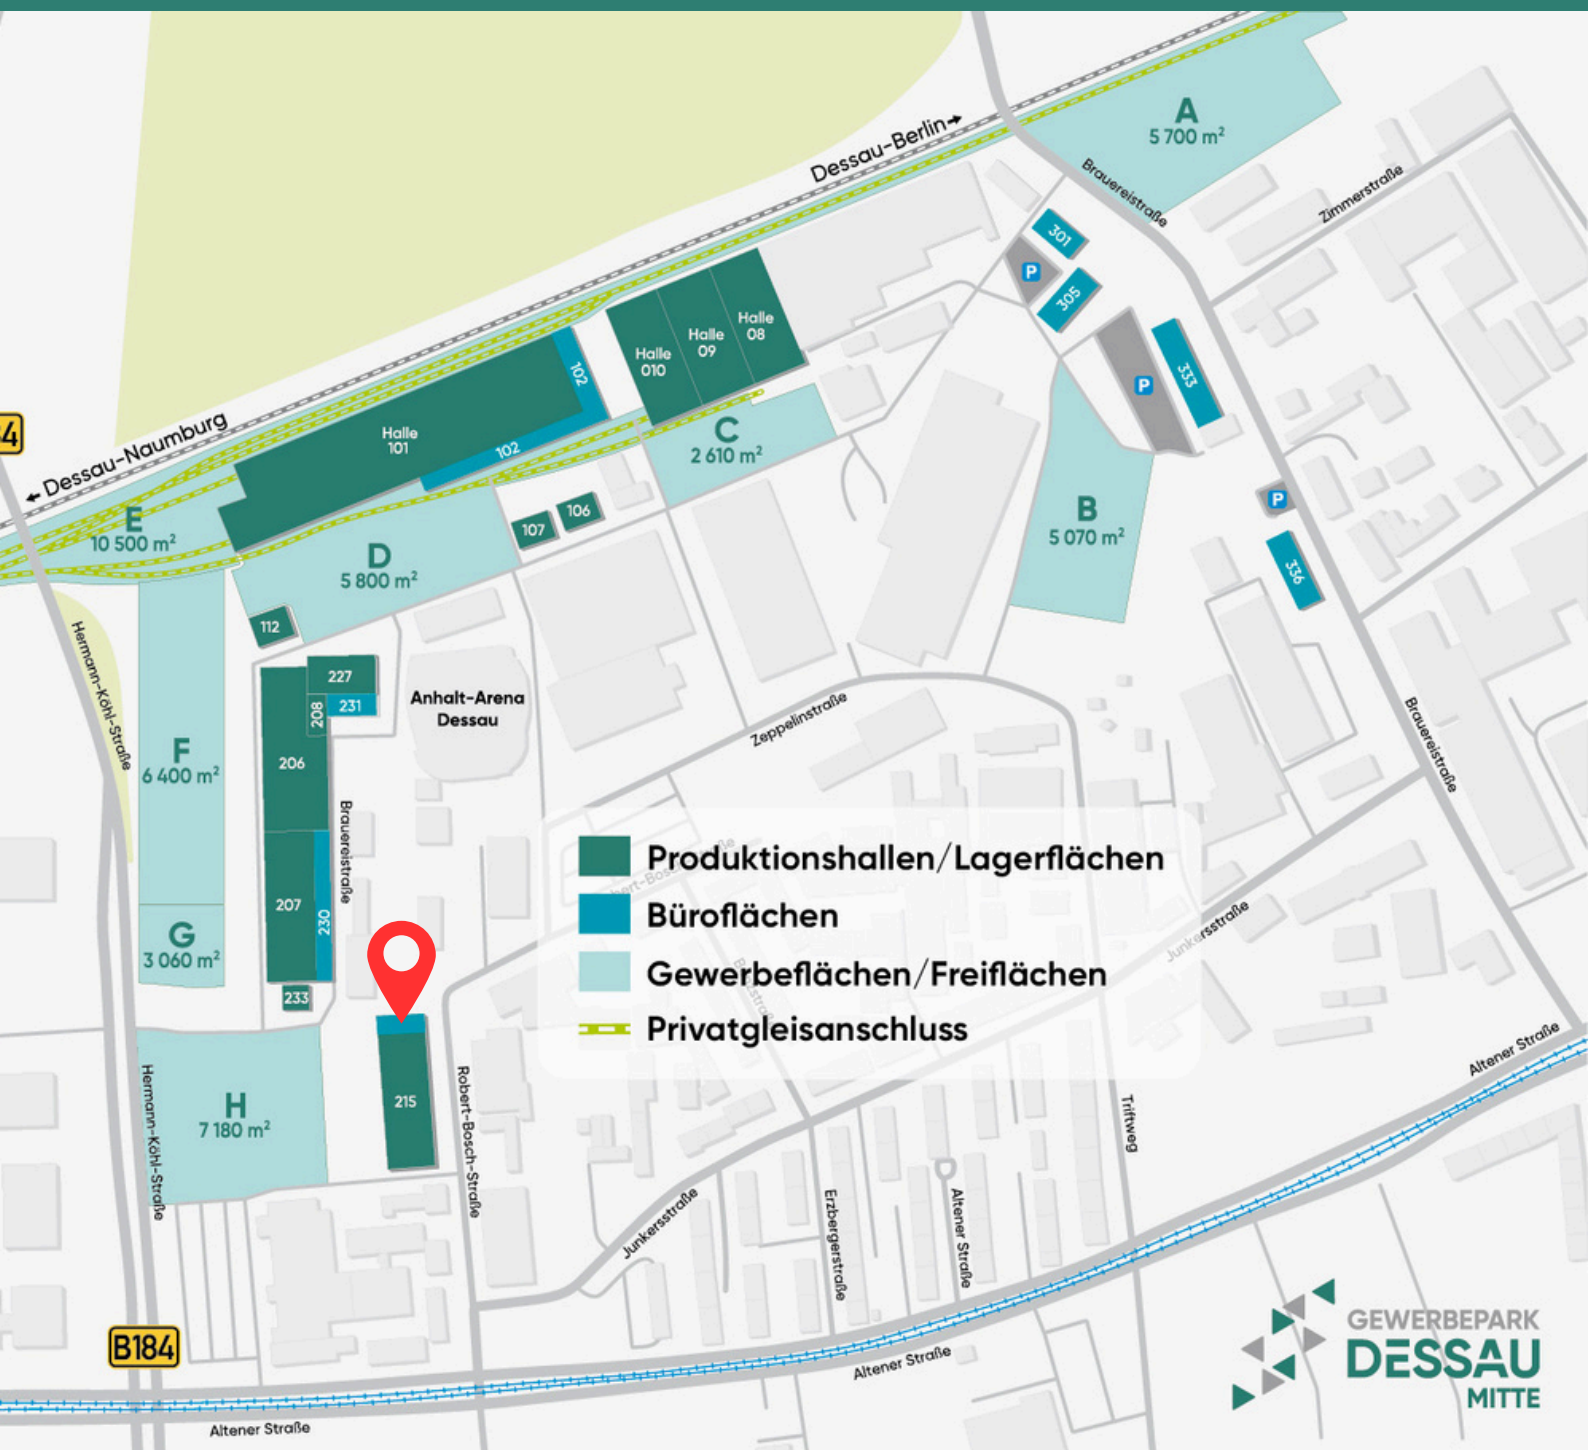 A
5 700 m²
Dessau-Berlin
Brauereistraße
Zimmerstraße
301
P
305
Halle
08
Halle
09
Halle
010
P
333
102
4
Dessau-Naumburg
Halle
101
102
C
2 610 m²
P
B
5 070 m²
E
10 500 m²
106
107
D
5 800 m²
336
112
Hermann-Köhl-Straße
227
208
231
Anhalt-Arena
Dessau
Zeppelinstraße
Brauereistraße
F
6 400 m²
206
Brauereistraße
207
230
G
3 060 m²
233
Produktionshallen/Lagerflächen
Büroflächen
Gewerbeflächen/Freiflächen
Privatgleisanschluss
Junkersstraße
Altener Straße
Hermann-Köhl-Straße
H
7 180 m²
215
Robert-Bosch-Straße
Triftweg
Junkersstraße
Erzbergerstraße
Altener Straße
B184
Altener Straße
Altener Straße
GEWERBEPARK
DESSAU
MITTE